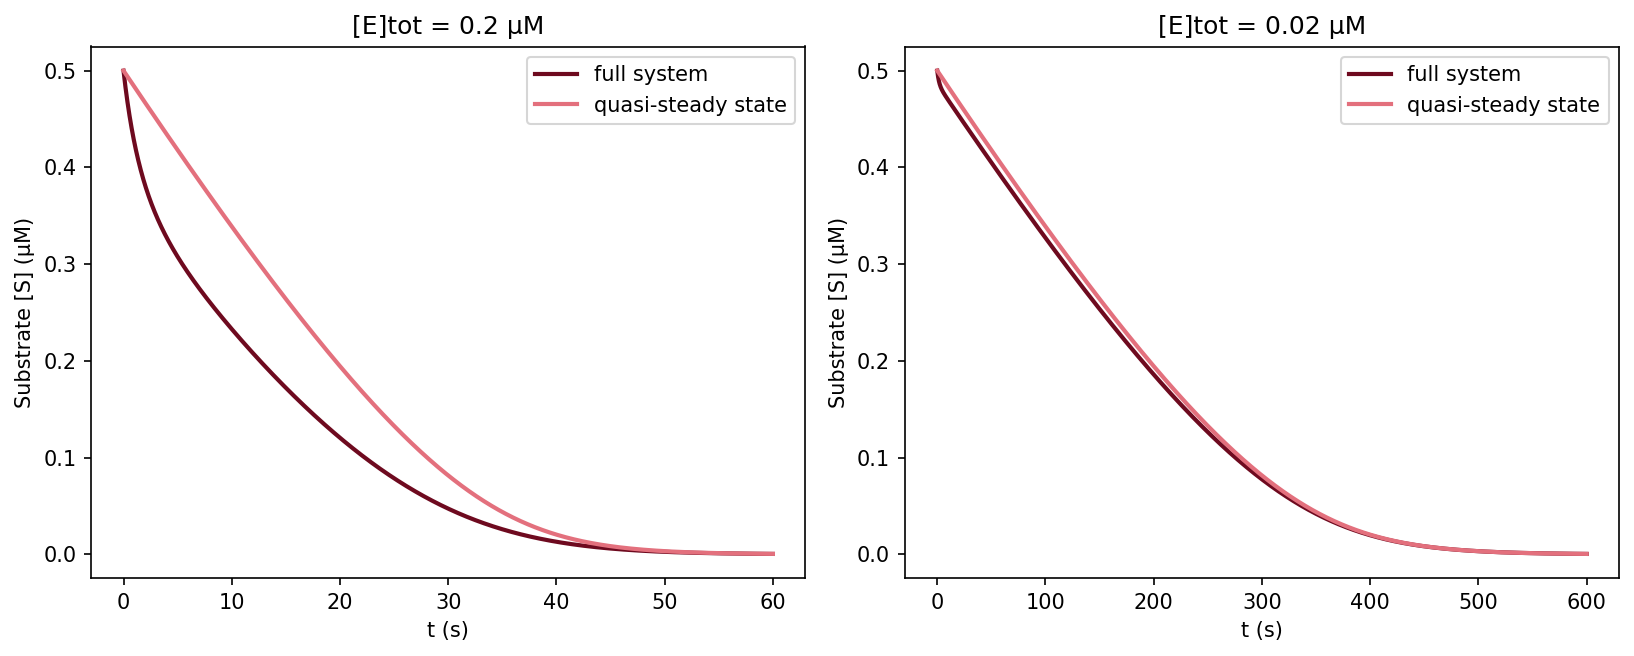 [E]tot = 0.2 µM
full system
quasi-steady state
Substrate [S] (µM)
0.5
0.4
0.3
0.2
0.1
0.0
0 10 20 30 40 50 60
t (s)
[E]tot = 0.02 µM
full system
quasi-steady state
Substrate [S] (µM)
0.5
0.4
0.3
0.2
0.1
0.0
0 100 200 300 400 500 600
t (s)